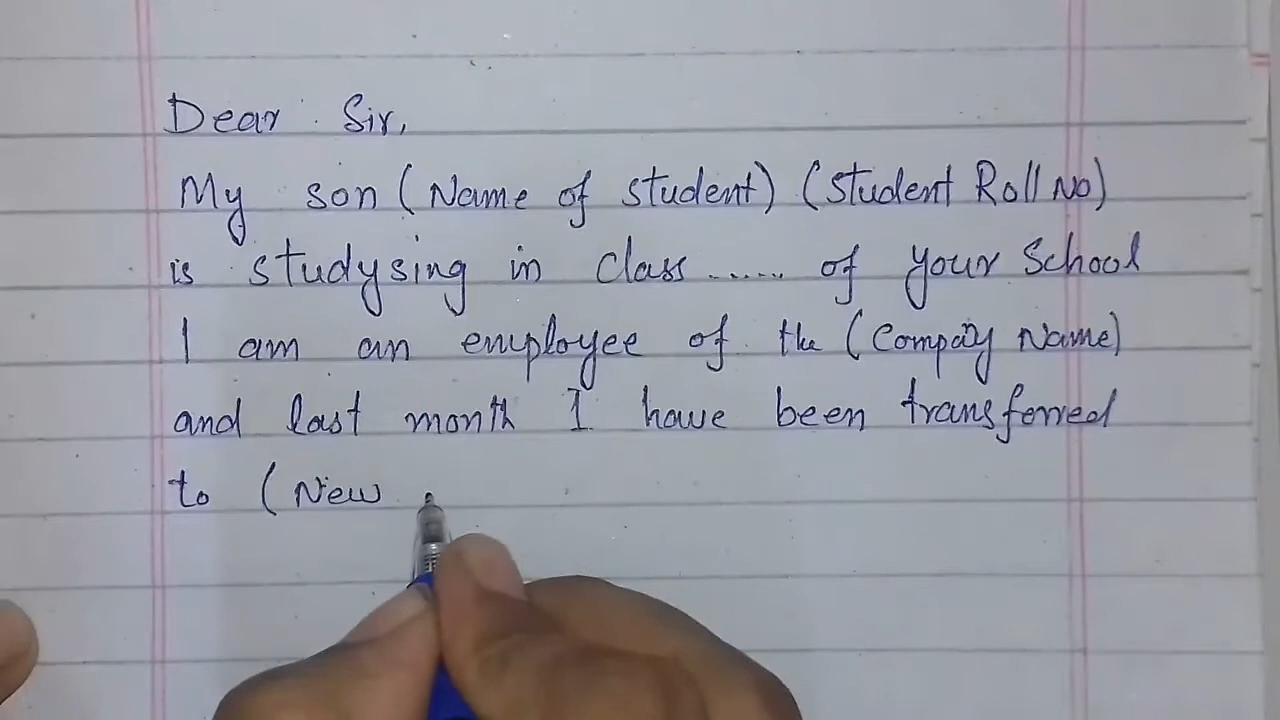 Dear Sir,
My son (Name of student) (Student Roll No)
is studysing in class ...... of your School
I am an employee of the (Compay Name)
and last month I have been transferred
to (New